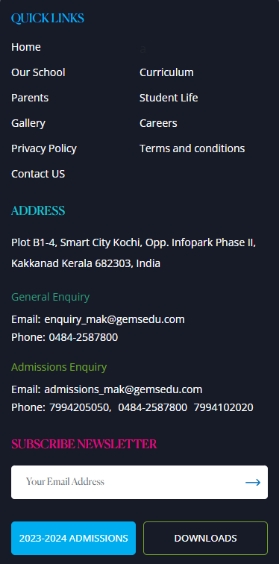 QUICK LINKS
Home
Our School Curriculum
Parents Student Life
Gallery Careers
Privacy Policy Terms and conditions
Contact US
ADDRESS
Plot B1-4, Smart City Kochi, Opp. Infopark Phase II,
Kakkanad Kerala 682303, India
General Enquiry
Email: enquiry_mak@gemsedu.com
Phone: 0484-2587800
Admissions Enquiry
Email: admissions_mak@gemsedu.com
Phone: 7994205050, 0484-2587800 7994102020
SUBSCRIBE NEWSLETTER
Your Email Address
2023-2024 ADMISSIONS DOWNLOADS